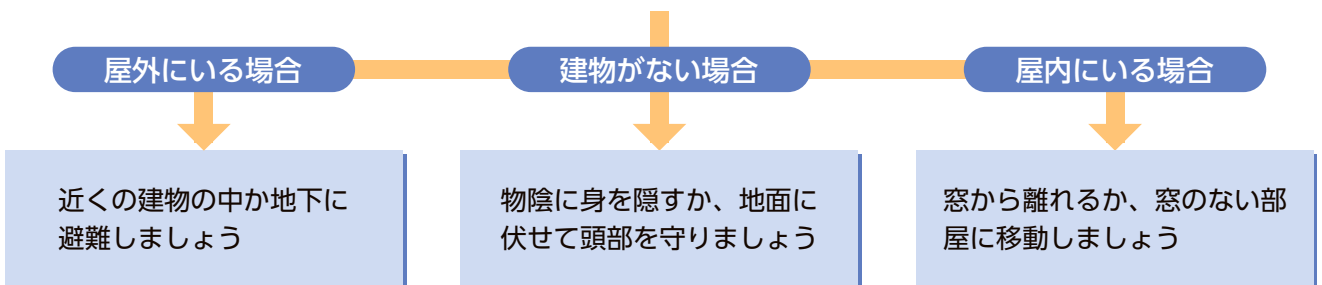 屋外にいる場合
建物がない場合
屋内にいる場合
近くの建物の中か地下に
避難しましょう
物陰に身を隠すか、地面に
伏せて頭部を守りましょう
窓から離れるか、窓のない部
屋に移動しましょう